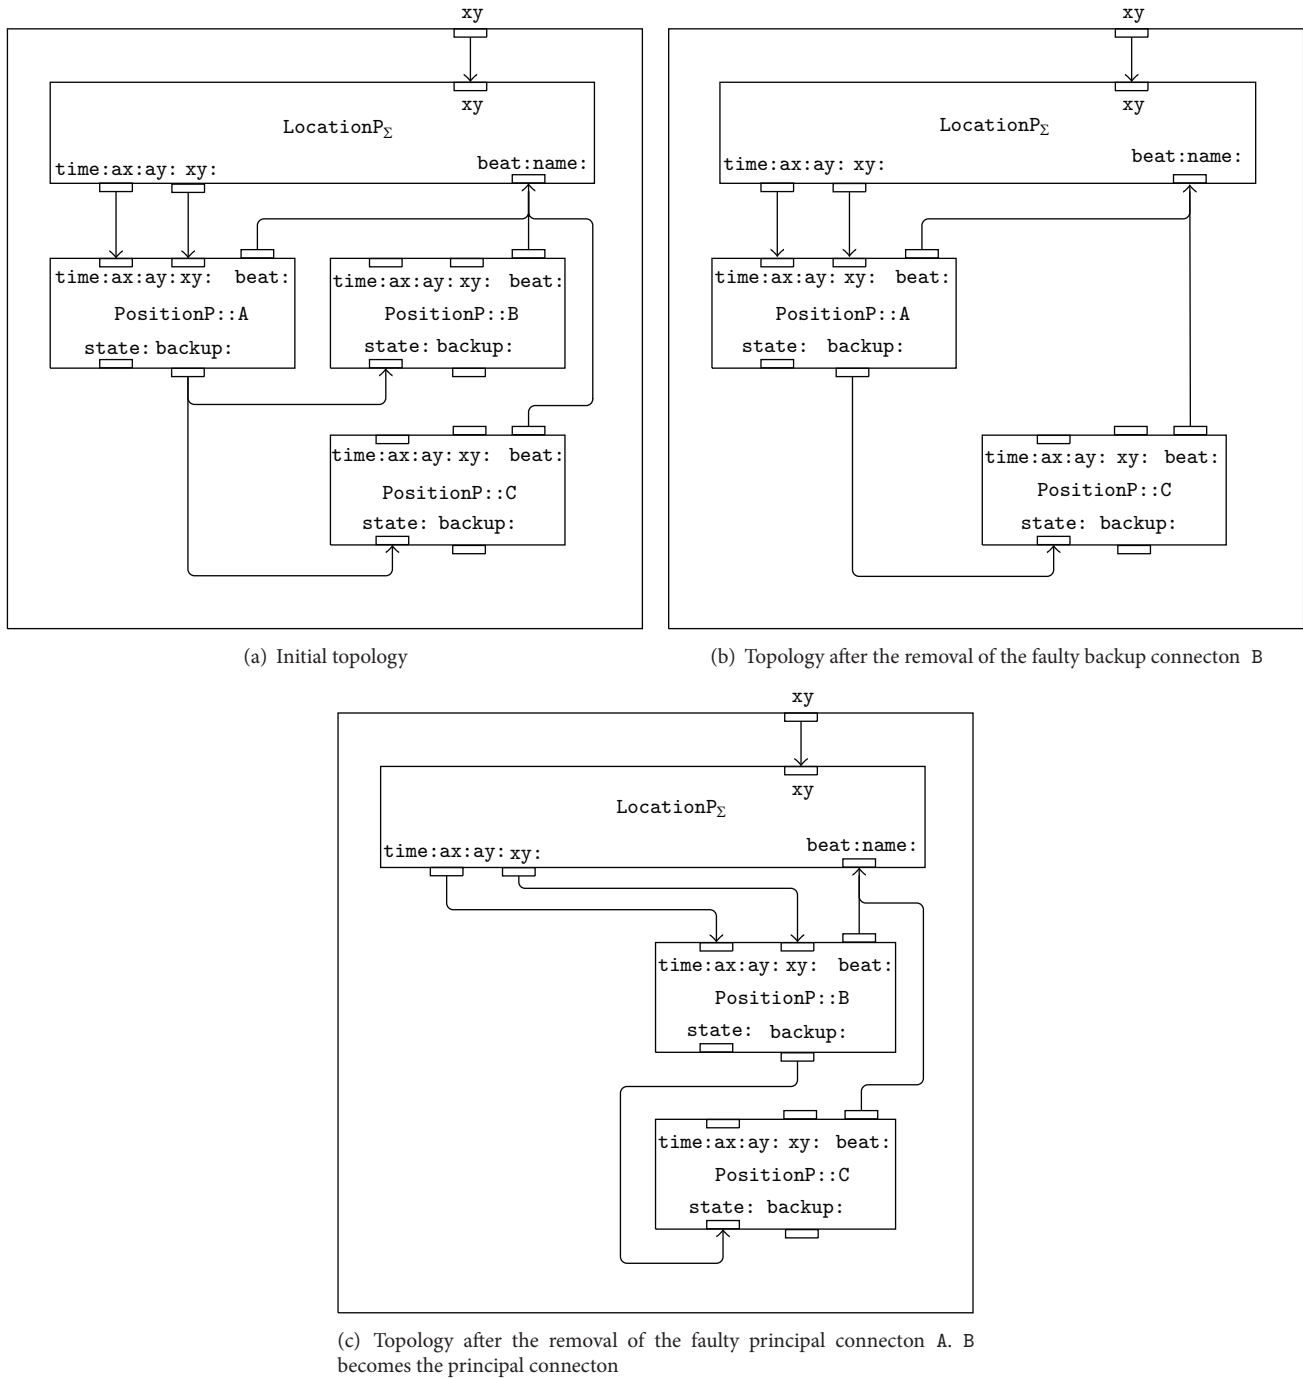 xy
xy
LocationP_Σ
time:ax:ay: xy:
beat:name:
time:ax:ay: xy: beat:
PositionP::A
state: backup:
time:ax:ay: xy: beat:
PositionP::B
state: backup:
time:ax:ay: xy: beat:
PositionP::C
state: backup:
(a) Initial topology
xy
xy
LocationP_Σ
time:ax:ay: xy:
beat:name:
time:ax:ay: xy: beat:
PositionP::A
state: backup:
time:ax:ay: xy: beat:
PositionP::C
state: backup:
(b) Topology after the removal of the faulty backup connecton B
xy
xy
LocationP_Σ
time:ax:ay: xy:
beat:name:
time:ax:ay: xy: beat:
PositionP::B
state: backup:
time:ax:ay: xy: beat:
PositionP::C
state: backup:
(c) Topology after the removal of the faulty principal connecton A. B
becomes the principal connecton